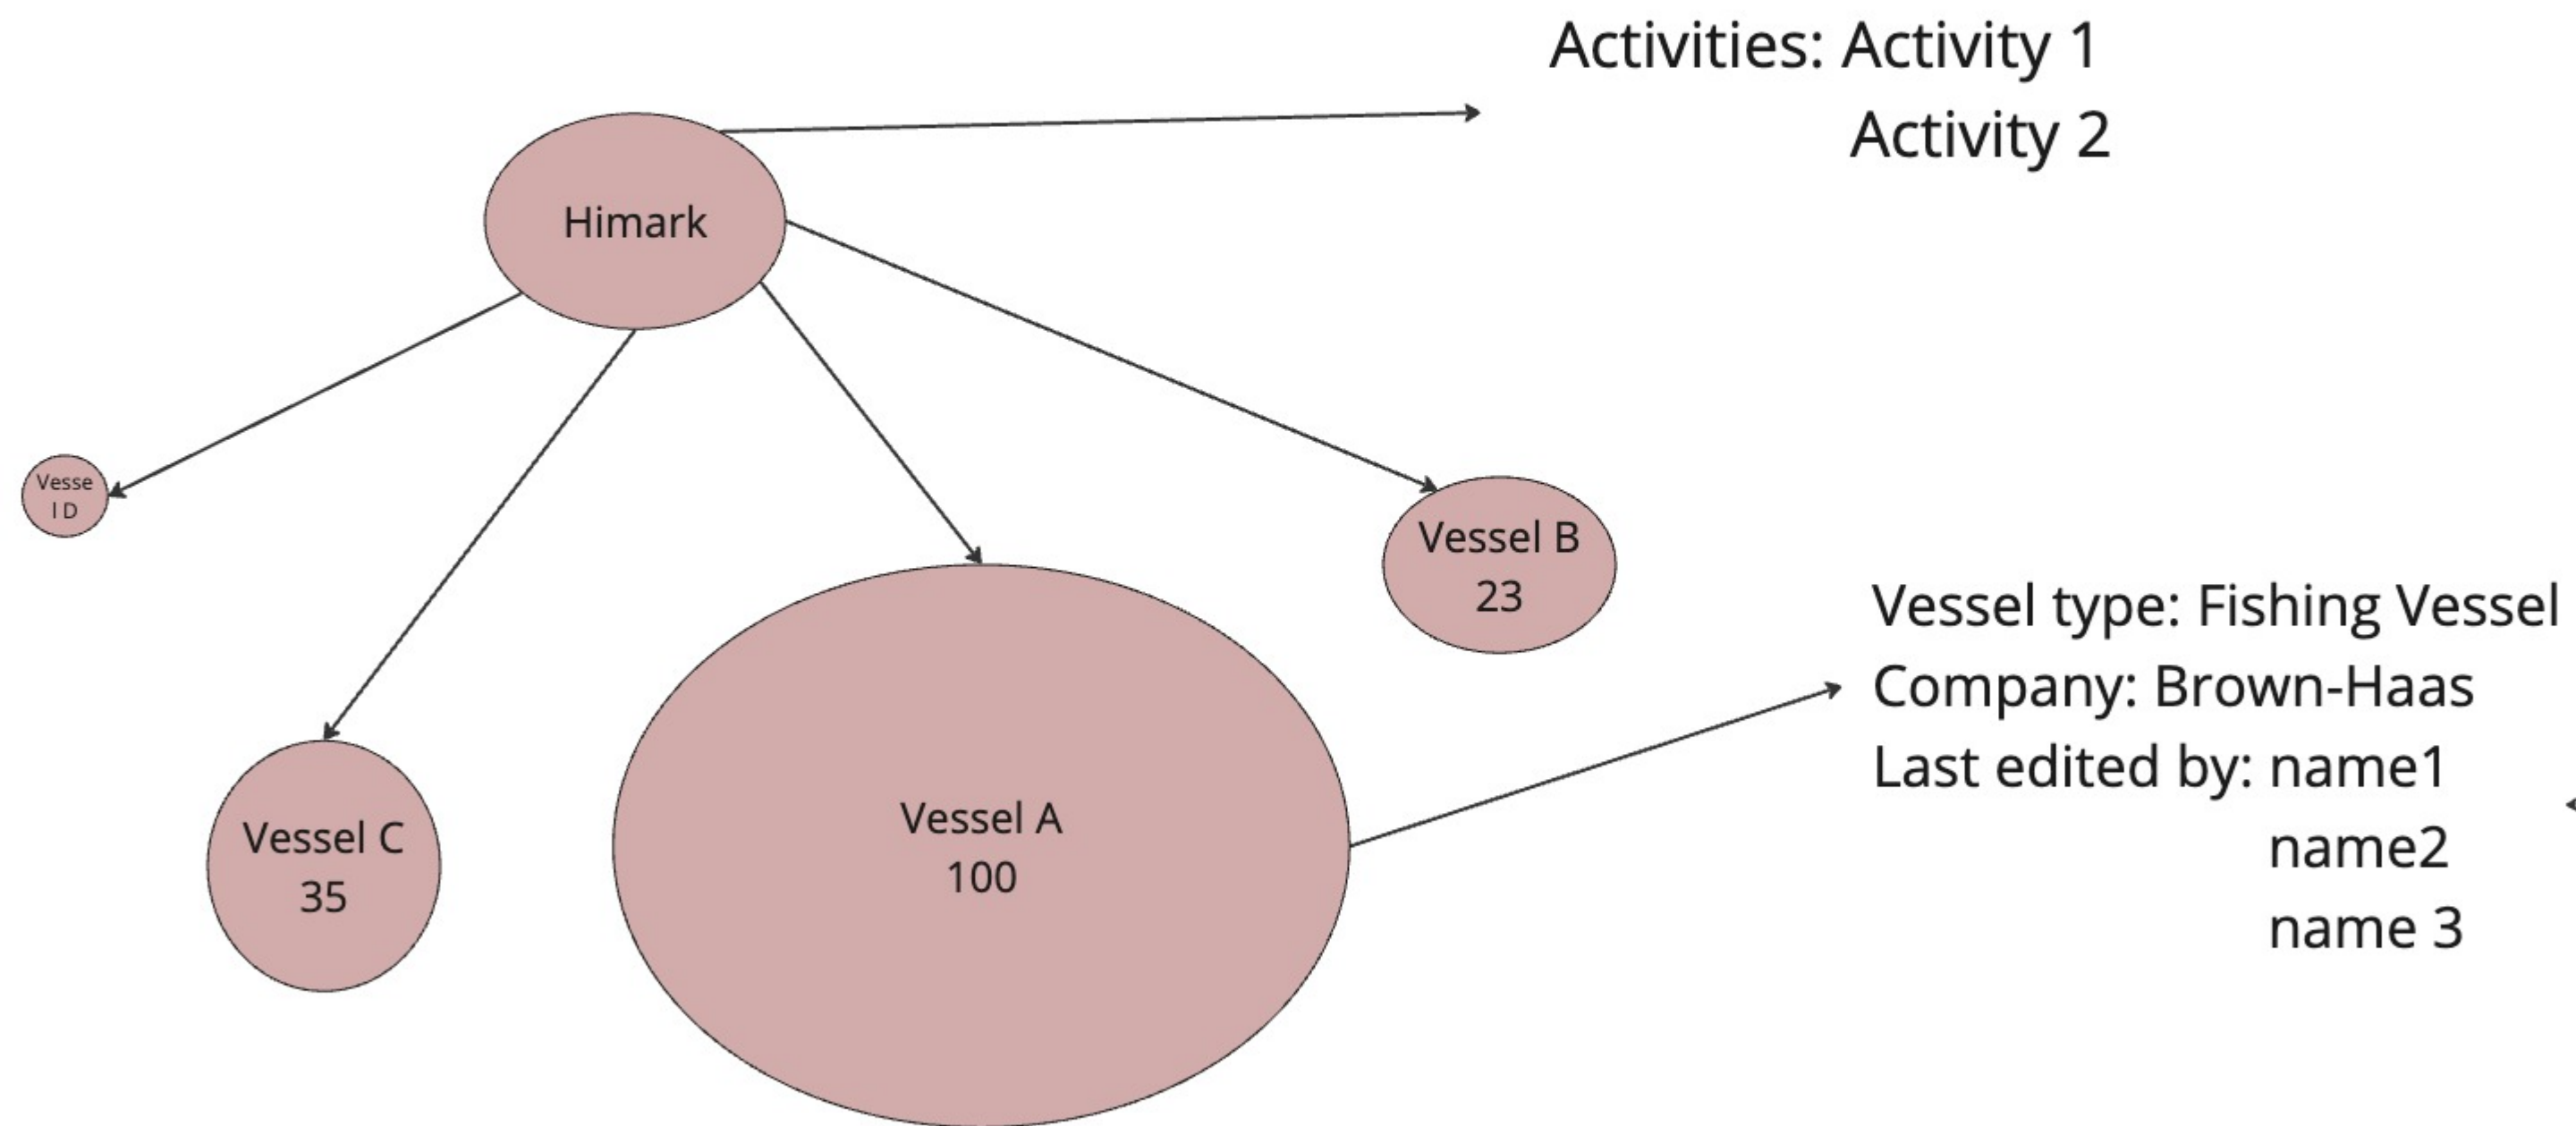 Activities: Activity 1
Activity 2
Himark
Vesse
l D
Vessel B
23
Vessel type: Fishing Vessel
Company: Brown-Haas
Last edited by: name1
name2
name 3
Vessel C
35
Vessel A
100